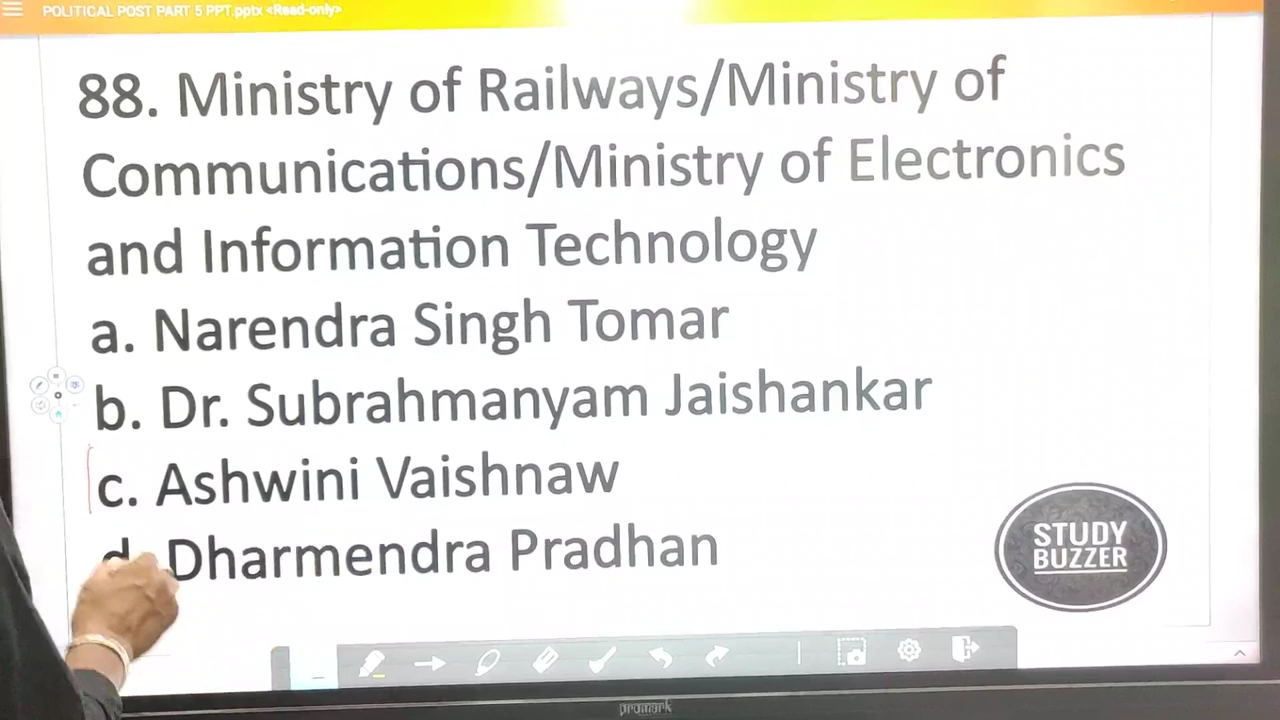 POLITICAL POST PART 5 PPT.pptx <Read-only>
88. Ministry of Railways/Ministry of
Communications/Ministry of Electronics
and Information Technology
a. Narendra Singh Tomar
b. Dr. Subrahmanyam Jaishankar
c. Ashwini Vaishnaw
d. Dharmendra Pradhan
STUDY
BUZZER
promark